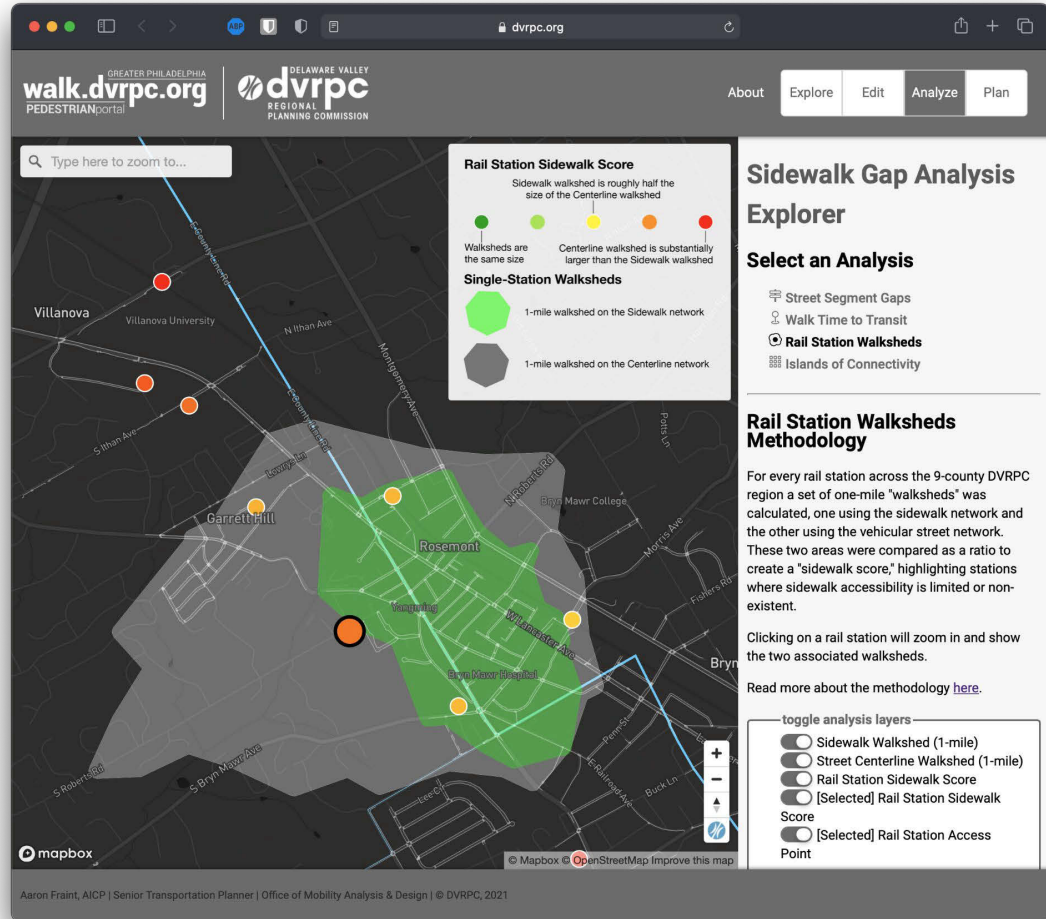 ABP
dvrpc.org
GREATER PHILADELPHIA
walk.dvrpc.org
PEDESTRIANportal
DELAWARE VALLEY
dvrpc
REGIONAL
PLANNING COMMISSION
About
Explore
Edit
Analyze
Plan
Type here to zoom to...
Rail Station Sidewalk Score
Sidewalk walkshed is roughly half the
size of the Centerline walkshed
Walksheds are
the same size
Centerline walkshed is substantially
larger than the Sidewalk walkshed
Single-Station Walksheds
1-mile walkshed on the Sidewalk network
1-mile walkshed on the Centerline network
E County Line Rd
Villanova
Villanova University
N Ithan Ave
Montgomery Ave
E County Line Rd
S Ithan Ave
Lowrys Ln
Potts Ln
N Roberts Rd
Bryn Mawr College
Garrett Hill
Rosemont
Morris Ave
Fishers Rd
Yangming
W Lancaster Ave
Bryn Mawr Hospital
Bryn
Penn St
S Roberts Rd
S Bryn Mawr Ave
E Railroad Ave
Buck Ln
Lee Cir
mapbox
© Mapbox © OpenStreetMap Improve this map
Sidewalk Gap Analysis
Explorer
Select an Analysis
Street Segment Gaps
Walk Time to Transit
Rail Station Walksheds
Islands of Connectivity
Rail Station Walksheds
Methodology
For every rail station across the 9-county DVRPC
region a set of one-mile "walksheds" was
calculated, one using the sidewalk network and
the other using the vehicular street network.
These two areas were compared as a ratio to
create a "sidewalk score," highlighting stations
where sidewalk accessibility is limited or non-
existent.
Clicking on a rail station will zoom in and show
the two associated walksheds.
Read more about the methodology here.
toggle analysis layers
Sidewalk Walkshed (1-mile)
Street Centerline Walkshed (1-mile)
Rail Station Sidewalk Score
[Selected] Rail Station Sidewalk
Score
[Selected] Rail Station Access
Point
Aaron Fraint, AICP | Senior Transportation Planner | Office of Mobility Analysis & Design | © DVRPC, 2021